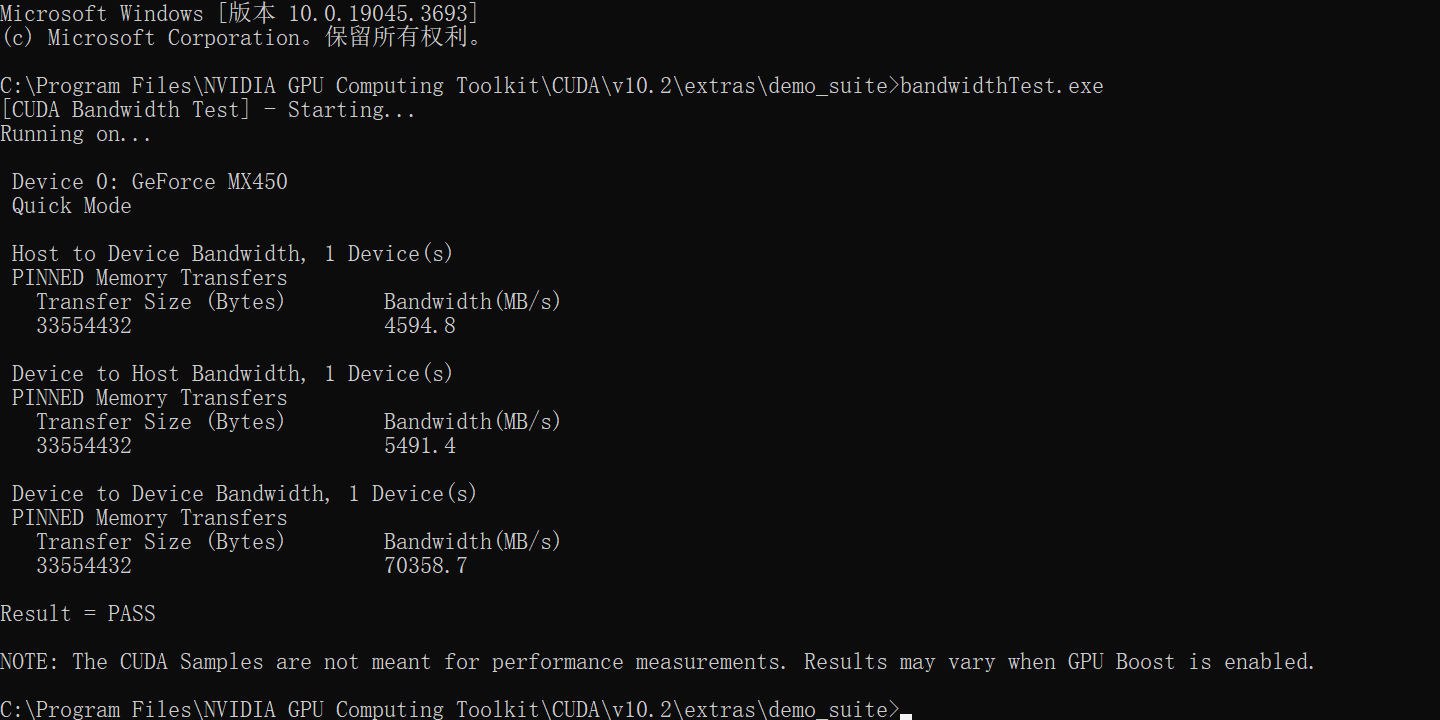 Microsoft Windows [版本 10.0.19045.3693]
(c) Microsoft Corporation。保留所有权利。
C:\Program Files\NVIDIA GPU Computing Toolkit\CUDA\v10.2\extras\demo_suite>bandwidthTest.exe
[CUDA Bandwidth Test] - Starting...
Running on...
Device 0: GeForce MX450
Quick Mode
Host to Device Bandwidth, 1 Device(s)
PINNED Memory Transfers
Transfer Size (Bytes) Bandwidth(MB/s)
33554432 4594.8
Device to Host Bandwidth, 1 Device(s)
PINNED Memory Transfers
Transfer Size (Bytes) Bandwidth(MB/s)
33554432 5491.4
Device to Device Bandwidth, 1 Device(s)
PINNED Memory Transfers
Transfer Size (Bytes) Bandwidth(MB/s)
33554432 70358.7
Result = PASS
NOTE: The CUDA Samples are not meant for performance measurements. Results may vary when GPU Boost is enabled.
C:\Program Files\NVIDIA GPU Computing Toolkit\CUDA\v10.2\extras\demo_suite>